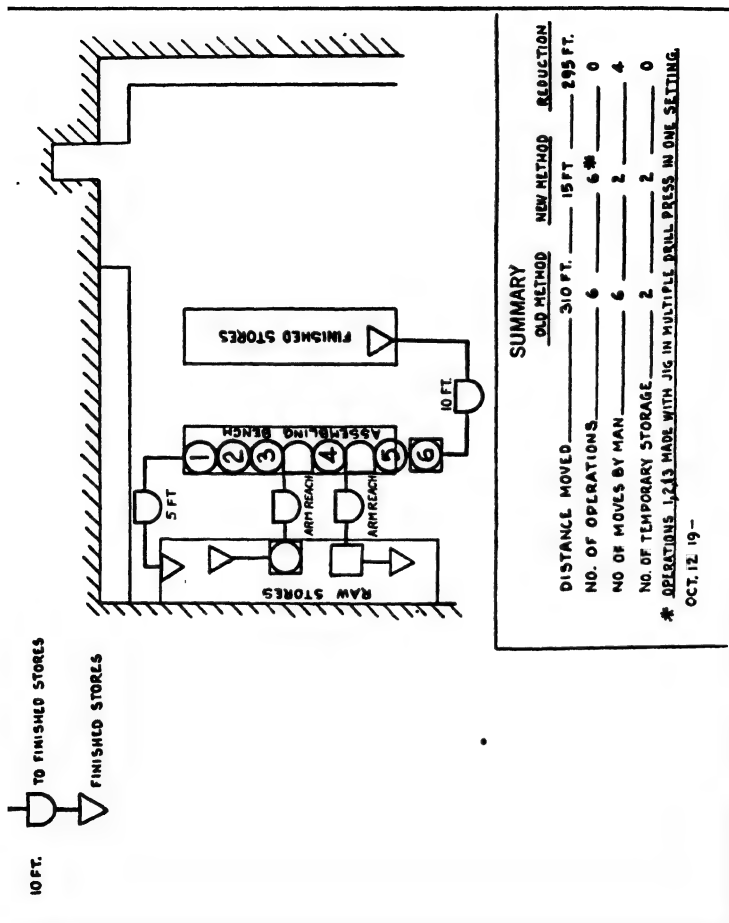 10 FT.
TO FINISHED STORES
FINISHED STORES
5 FT
RAW STORES
ARM REACH
ARM REACH
1
2
3
4
5
6
ASSEMBLING
BENCH
10 FT.
FINISHED STORES
SUMMARY
OLD METHOD NEW METHOD REDUCTION
DISTANCE MOVED 310 FT. 15 FT 295 FT.
NO. OF OPERATIONS 6 6* 0
NO OF MOVES BY MAN 6 2 4
NO. OF TEMPORARY STORAGE 2 2 0
* OPERATIONS 1,2,&3 MADE WITH JIG IN MULTIPLE DRILL PRESS IN ONE SETTING.
OCT. 12 19-